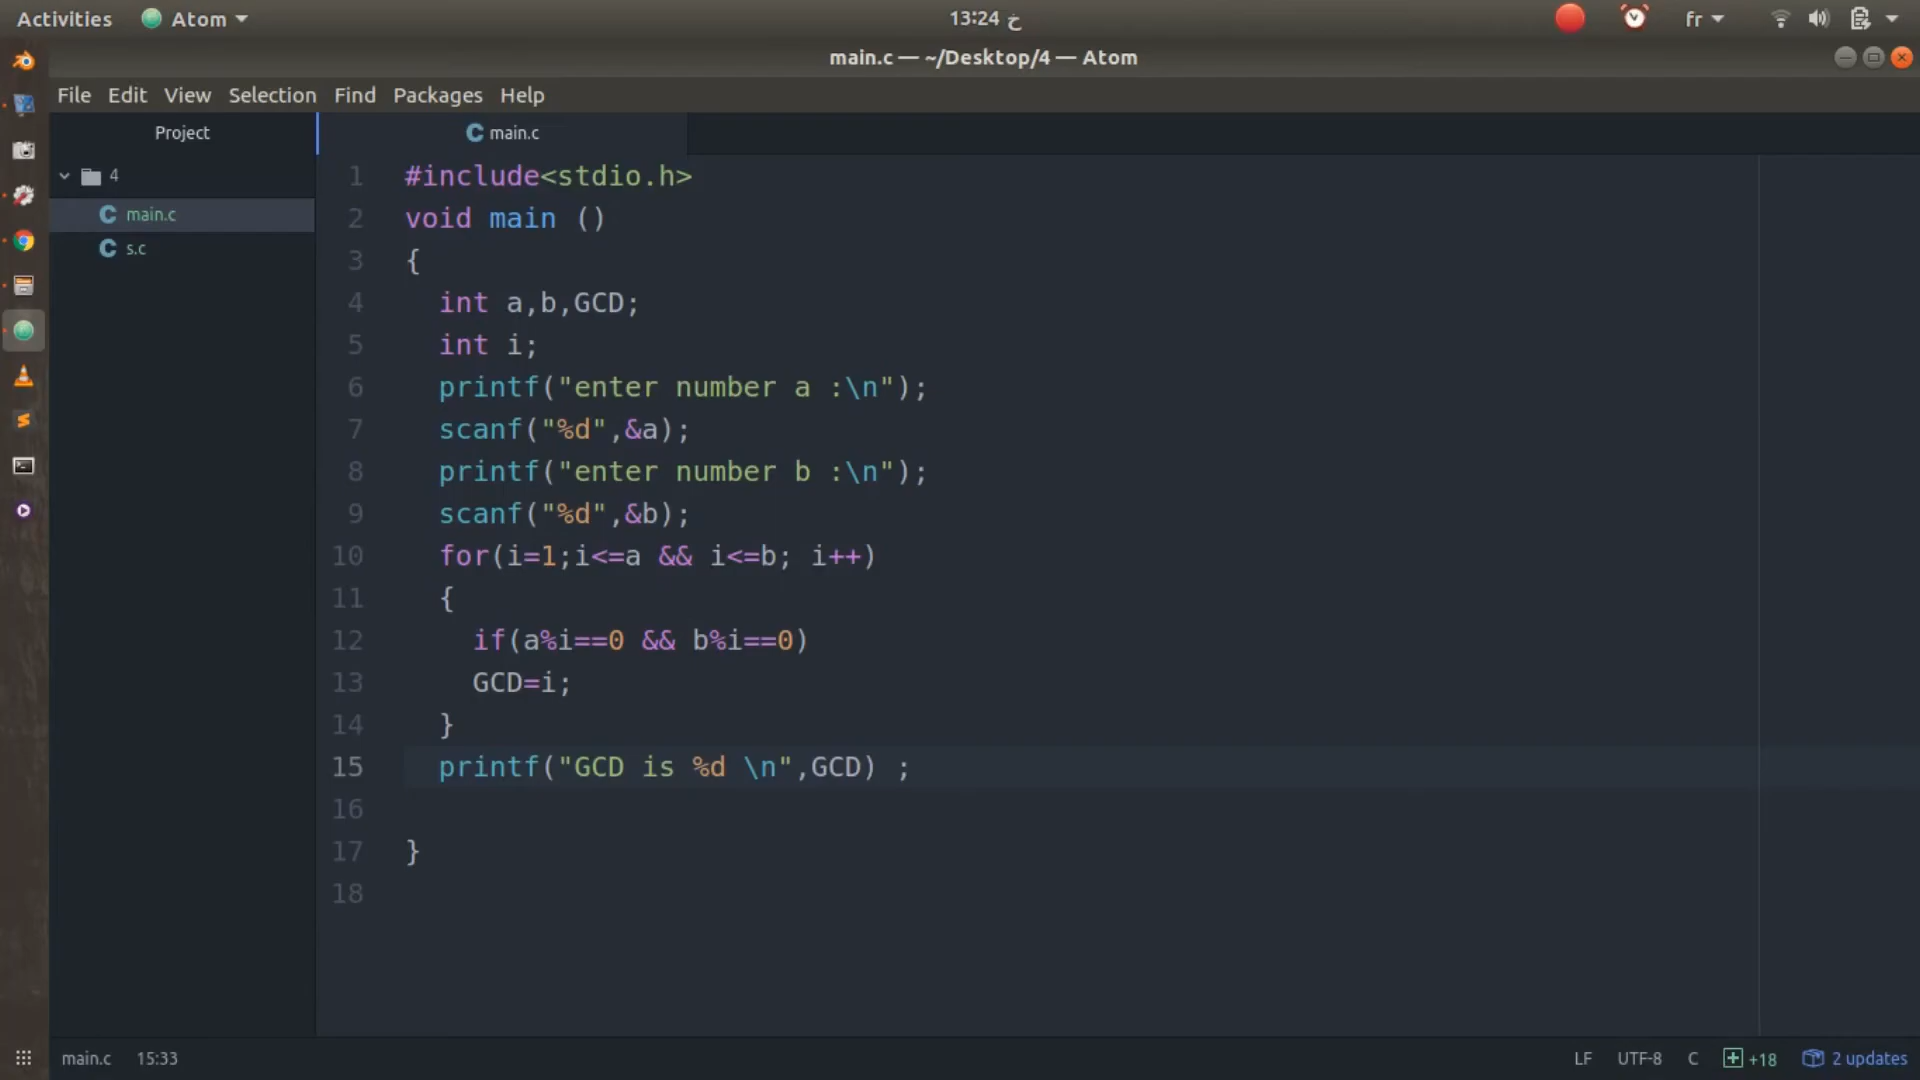 Activities Atom 13:24 خ fr
main.c — ~/Desktop/4 — Atom
File Edit View Selection Find Packages Help
Project
4
main.c
s.c
main.c
1 #include<stdio.h>
2 void main ()
3 {
4 int a,b,GCD;
5 int i;
6 printf("enter number a :\n");
7 scanf("%d",&a);
8 printf("enter number b :\n");
9 scanf("%d",&b);
10 for(i=1;i<=a && i<=b; i++)
11 {
12 if(a%i==0 && b%i==0)
13 GCD=i;
14 }
15 printf("GCD is %d \n",GCD) ;
16
17 }
18
main.c 15:33 LF UTF-8 C +18 2 updates